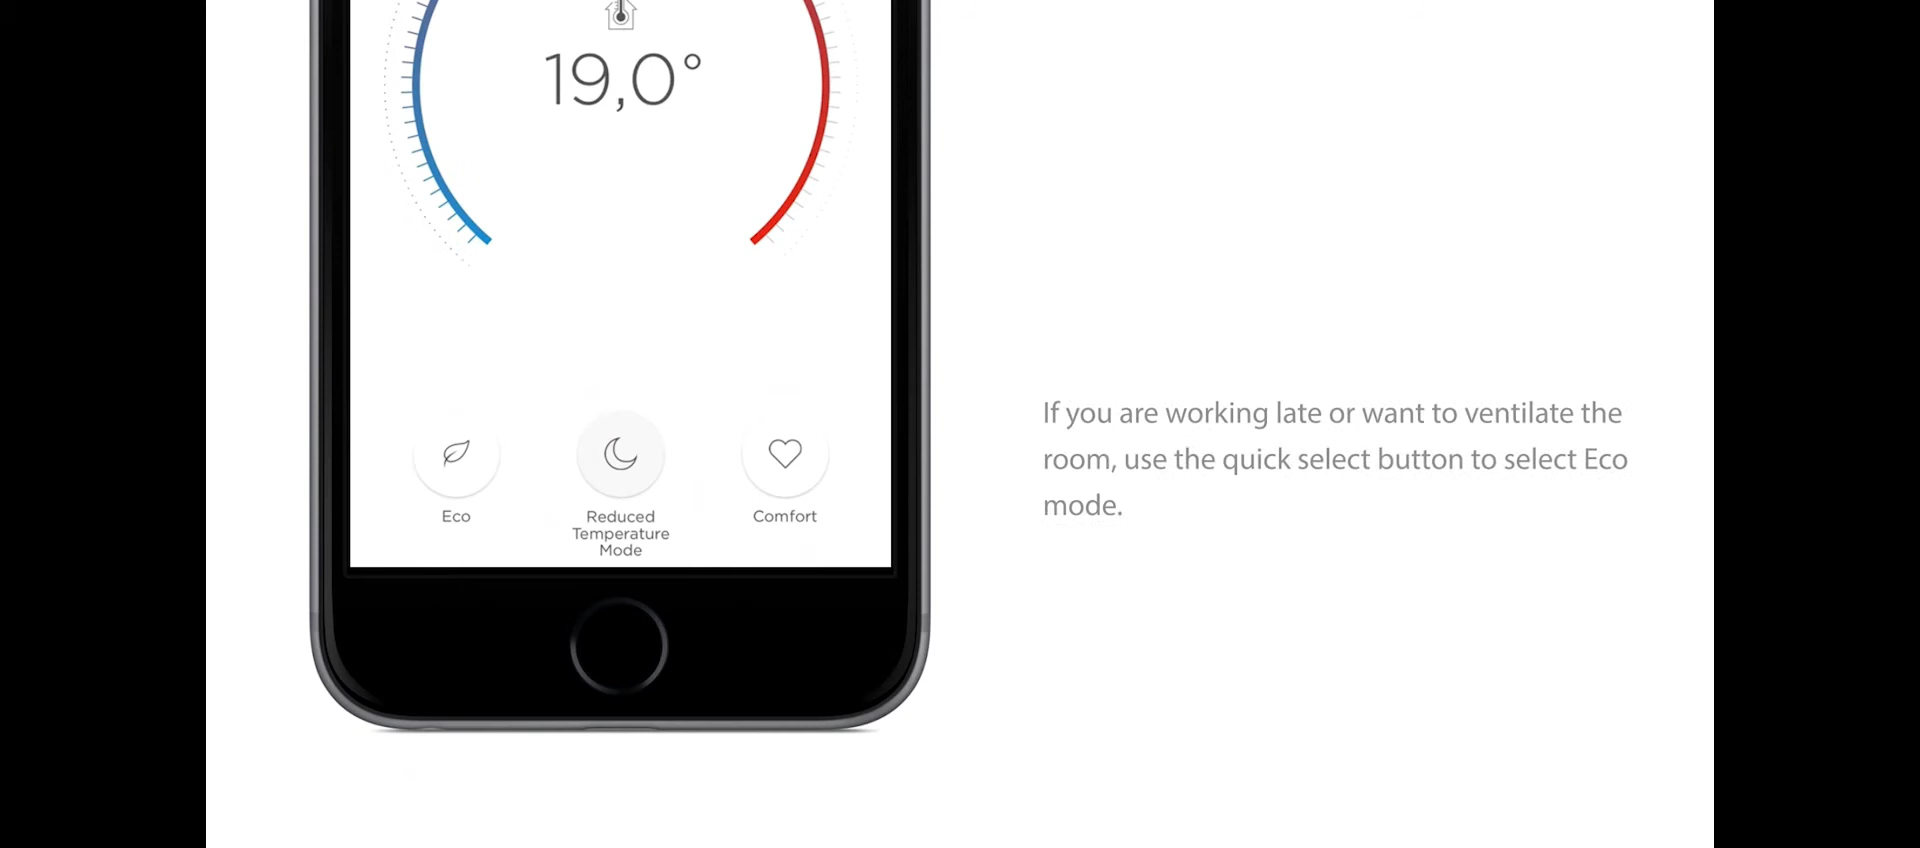 19,0°
Eco
Reduced
Temperature
Mode
Comfort
If you are working late or want to ventilate the
room, use the quick select button to select Eco
mode.